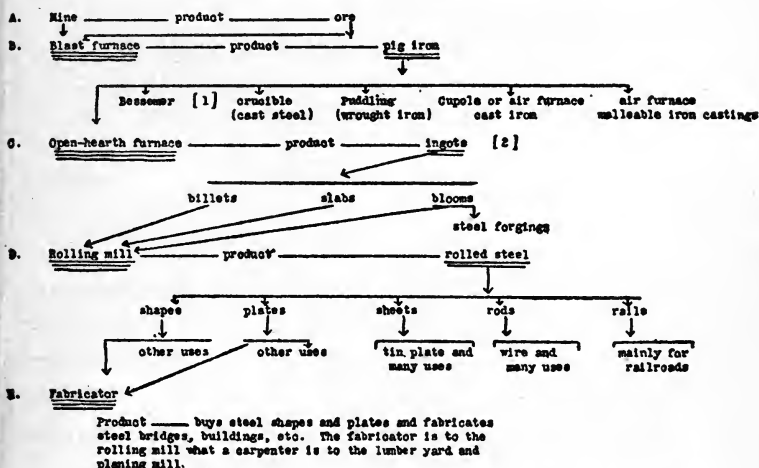 A. Mine product ore
B. Blast furnace product pig iron
Bessemer [1] crucible Puddling Cupola or air furnace air furnace
(cast steel) (wrought iron) cast iron malleable iron castings
C. Open-hearth furnace product ingots [2]
billets slabs blooms
steel forgings
D. Rolling mill product rolled steel
shapes plates sheets rods rails
other uses other uses tin plate and wire and mainly for
many uses many uses railroads
E. Fabricator
Product buys steel shapes and plates and fabricates
steel bridges, buildings, etc. The fabricator is to the
rolling mill what a carpenter is to the lumber yard and
planing mill.